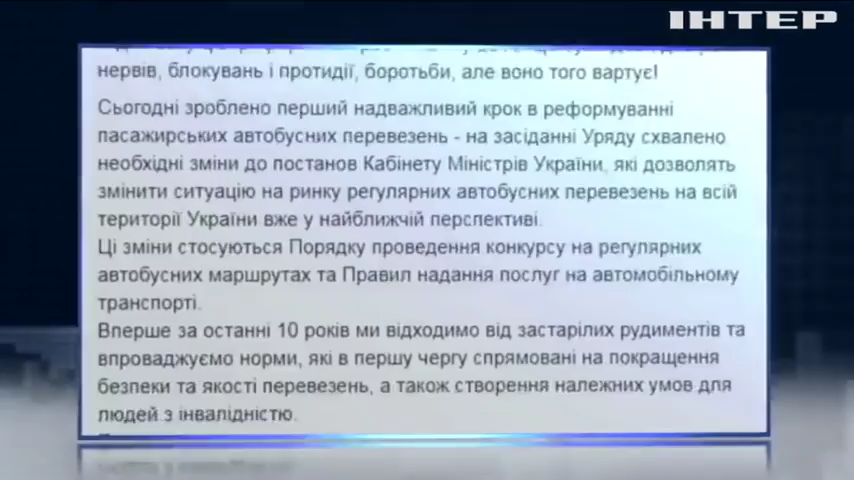 ІНТЕР
нервів, блокувань і протидії, боротьби, але воно того вартує!
Сьогодні зроблено перший надважливий крок в реформуванні
пасажирських автобусних перевезень - на засіданні Уряду схвалено
необхідні зміни до постанов Кабінету Міністрів України, які дозволять
змінити ситуацію на ринку регулярних автобусних перевезень на всій
території України вже у найближчій перспективі.
Ці зміни стосуються Порядку проведення конкурсу на регулярних
автобусних маршрутах та Правил надання послуг на автомобільному
транспорті.
Вперше за останні 10 років ми відходимо від застарілих рудиментів та
впроваджуємо норми, які в першу чергу спрямовані на покращення
безпеки та якості перевезень, а також створення належних умов для
людей з інвалідністю.